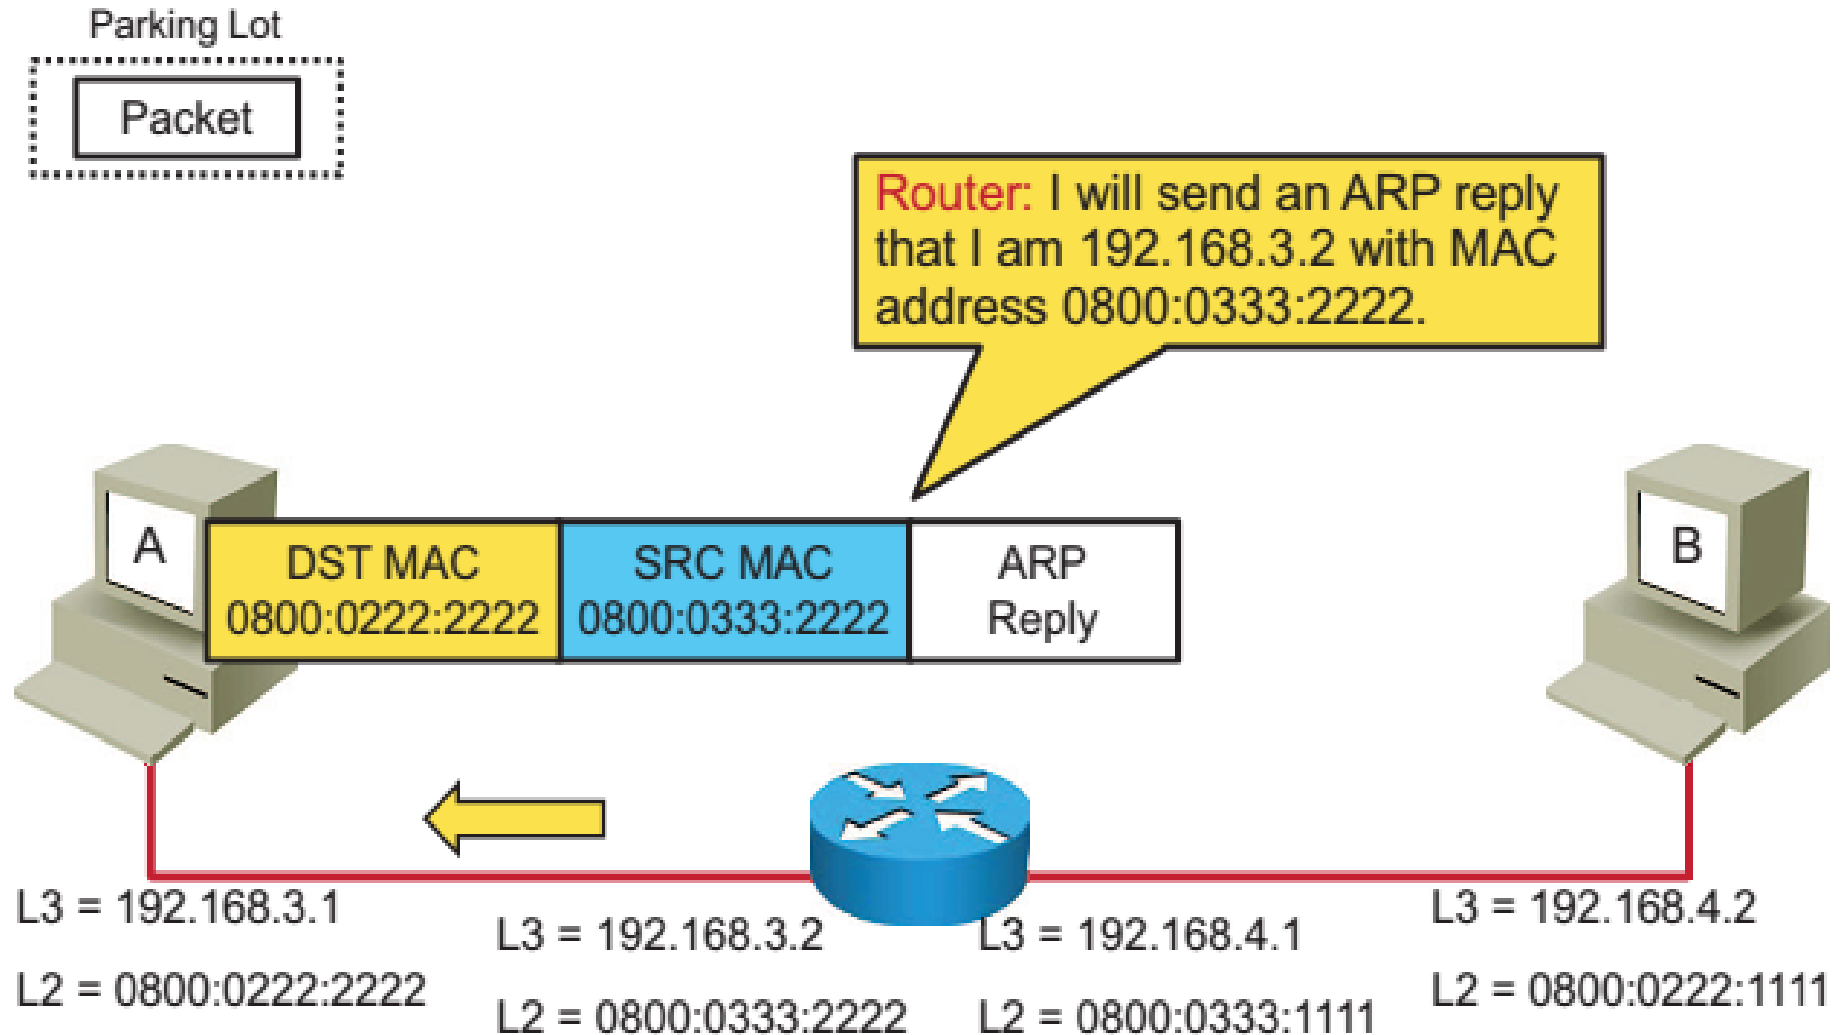 Parking Lot
Packet
Router: I will send an ARP reply
that I am 192.168.3.2 with MAC
address 0800:0333:2222.
A
DST MAC
0800:0222:2222
SRC MAC
0800:0333:2222
ARP
Reply
B
L3 = 192.168.3.1
L2 = 0800:0222:2222
L3 = 192.168.3.2
L2 = 0800:0333:2222
L3 = 192.168.4.1
L2 = 0800:0333:1111
L3 = 192.168.4.2
L2 = 0800:0222:1111